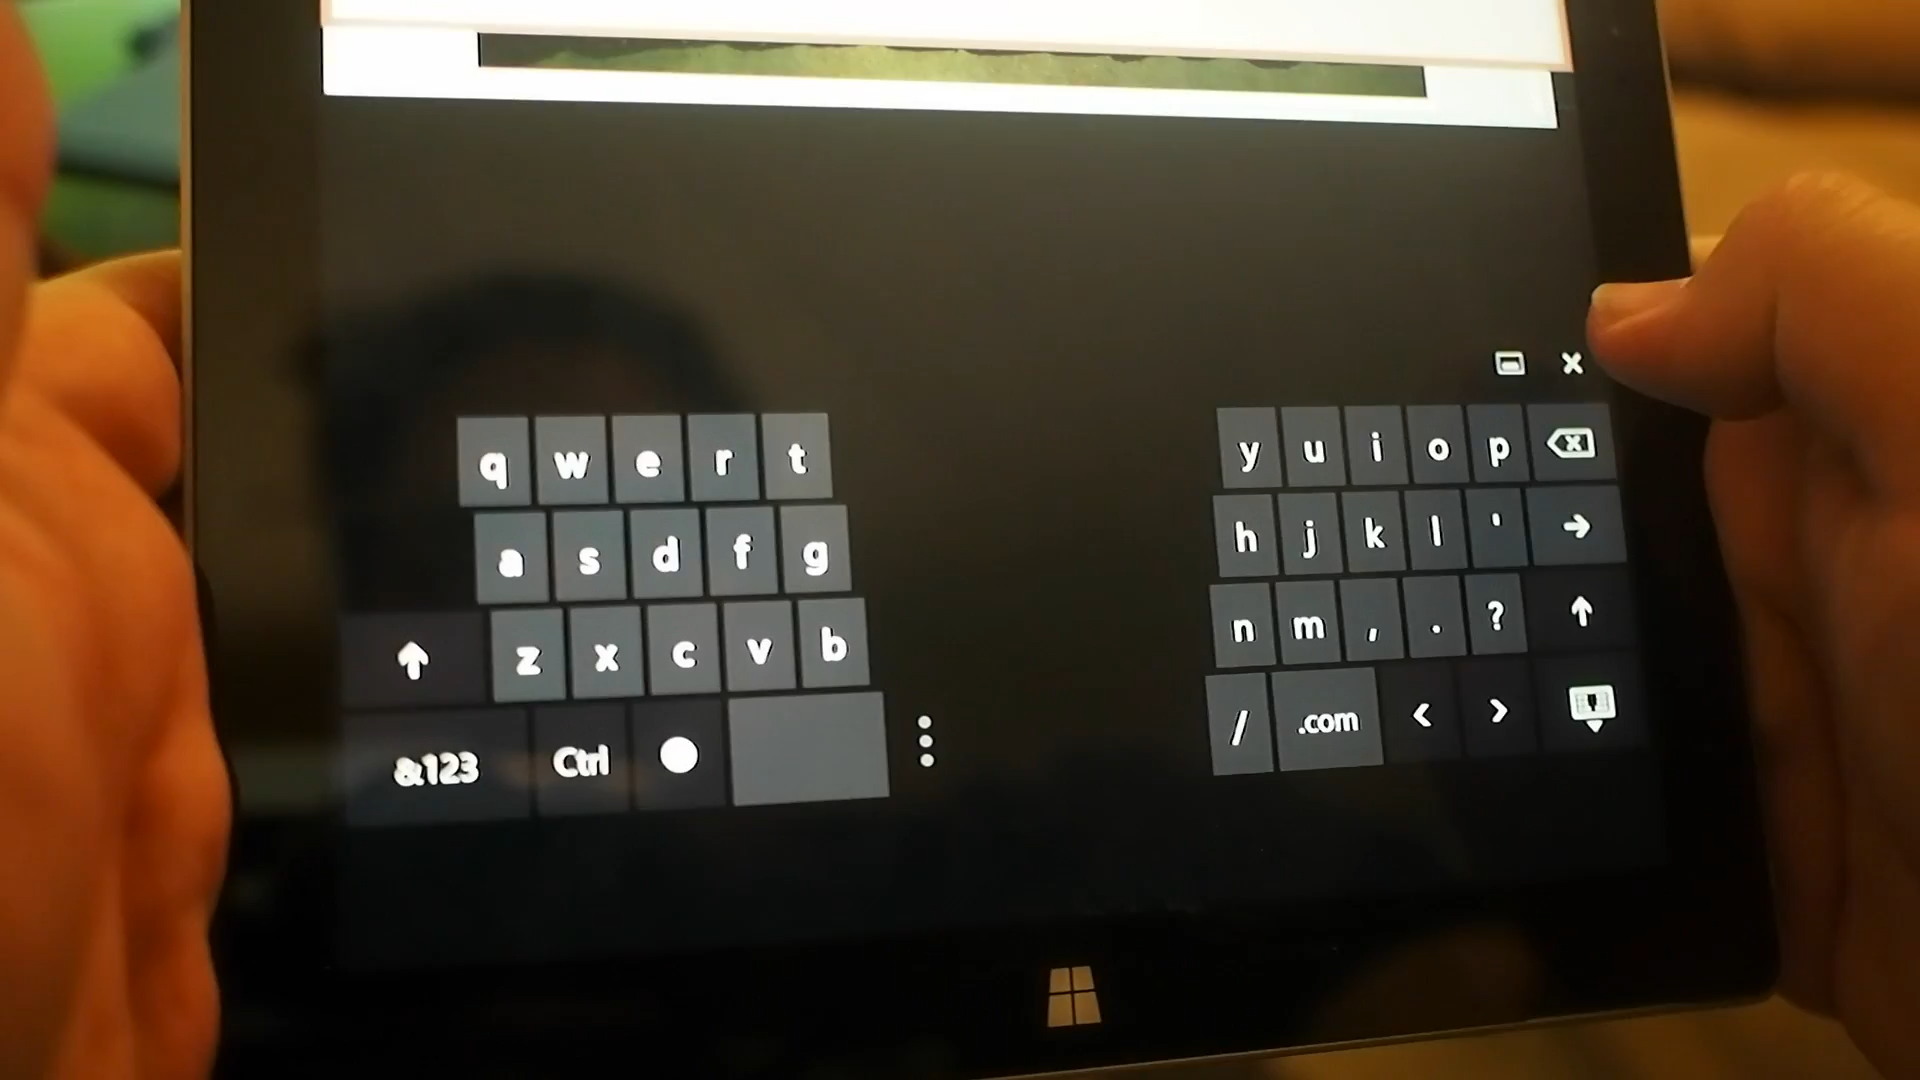 q w e r t y u i o p
a s d f g h j k l '
z x c v b n m , . ?
&123 Ctrl / .com < >